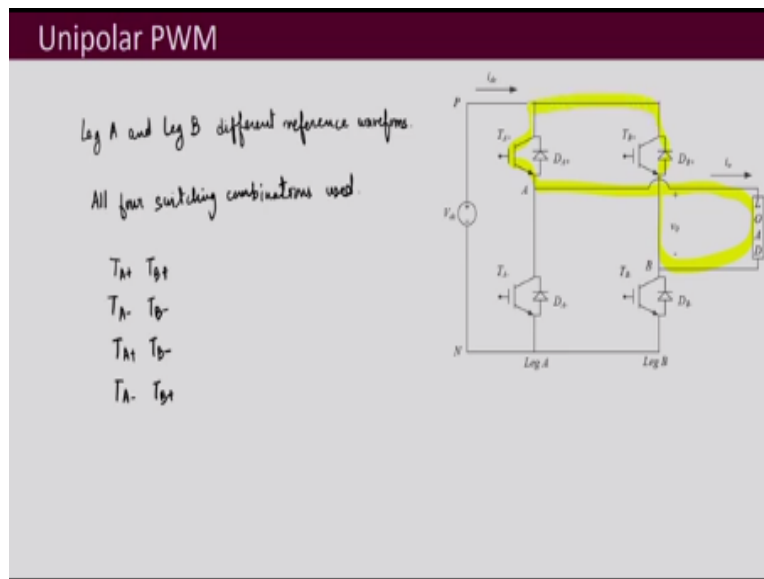 Unipolar PWM
Leg A and Leg B different reference waveforms.
All four switching combinations used.
TA+ TB+
TA- TB-
TA+ TB-
TA- TB+
idc
P
TA+
DA+
TB+
DB+
io
A
+
Vdc
vo
L
O
A
D
-
B
TA-
DA-
TB-
DB-
N
Leg A
Leg B